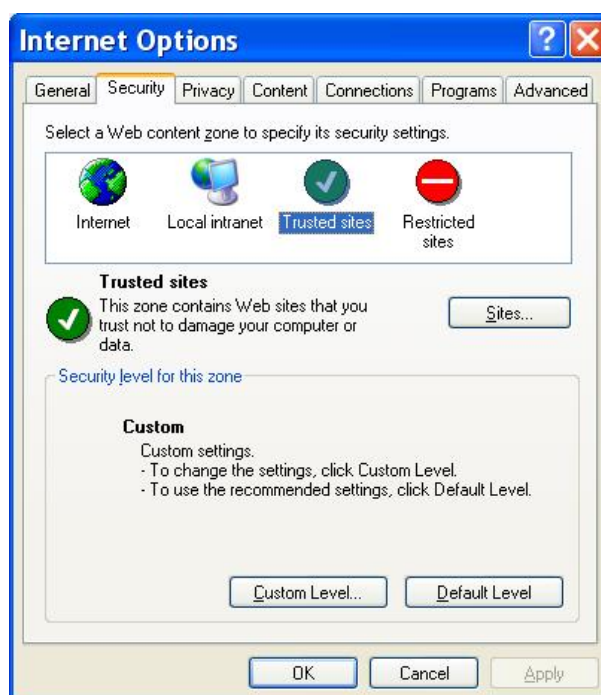 Internet Options
General Security Privacy Content Connections Programs Advanced
Select a Web content zone to specify its security settings.
Internet Local intranet Trusted sites Restricted
sites
Trusted sites
This zone contains Web sites that you
trust not to damage your computer or
data.
Sites...
Security level for this zone
Custom
Custom settings.
- To change the settings, click Custom Level.
- To use the recommended settings, click Default Level.
Custom Level... Default Level
OK Cancel Apply